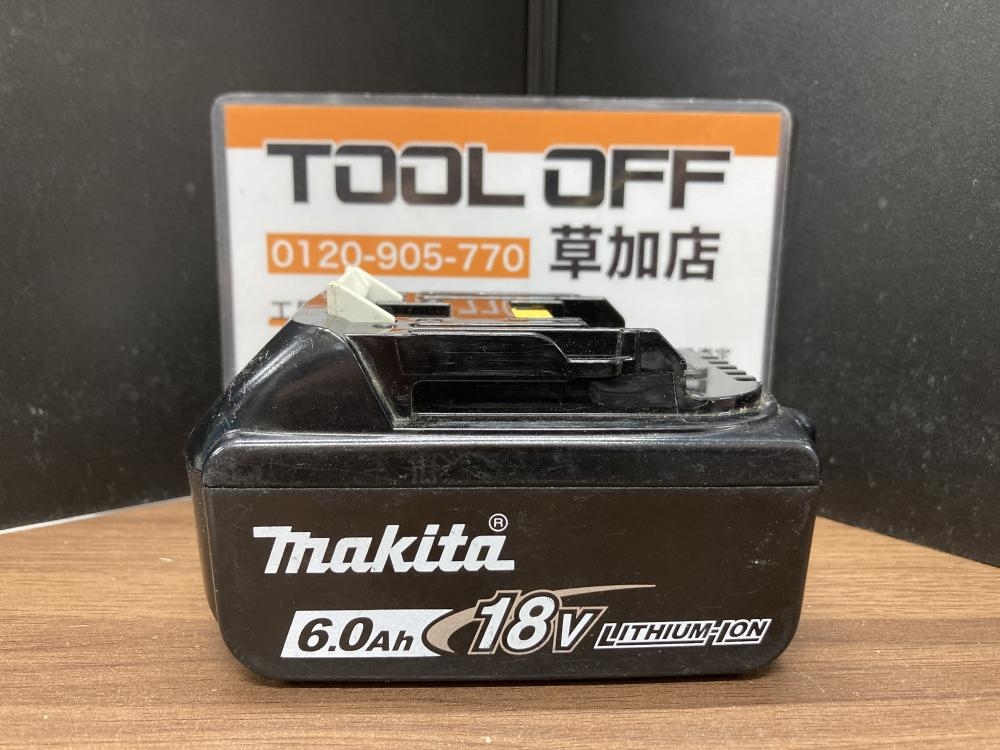 TOOL OFF
0120-905-770 草加店
makita®
6.0Ah 18V LITHIUM-ION